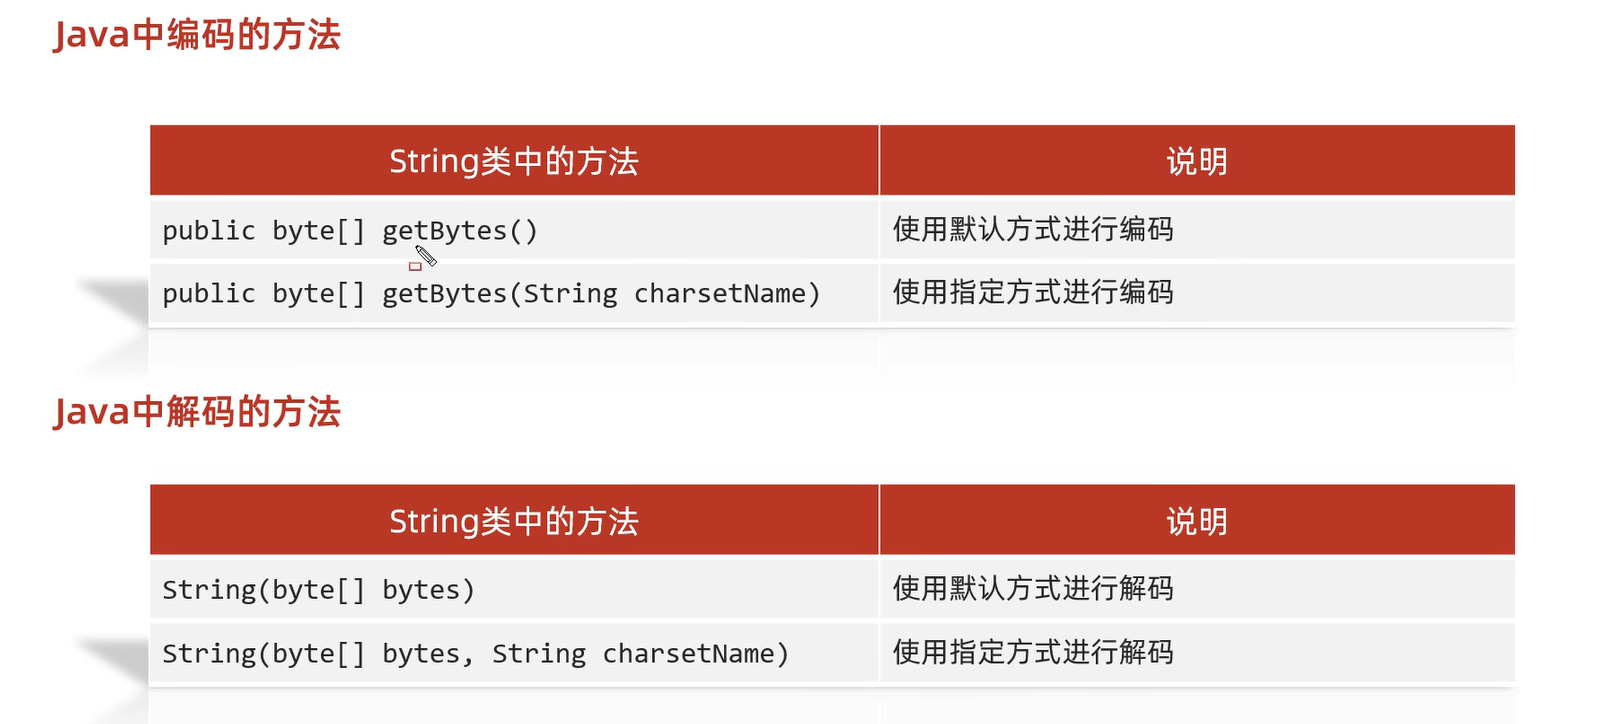 Java中编码的方法
String类中的方法 说明
public byte[] getBytes() 使用默认方式进行编码
public byte[] getBytes(String charsetName) 使用指定方式进行编码
Java中解码的方法
String类中的方法 说明
String(byte[] bytes) 使用默认方式进行解码
String(byte[] bytes, String charsetName) 使用指定方式进行解码